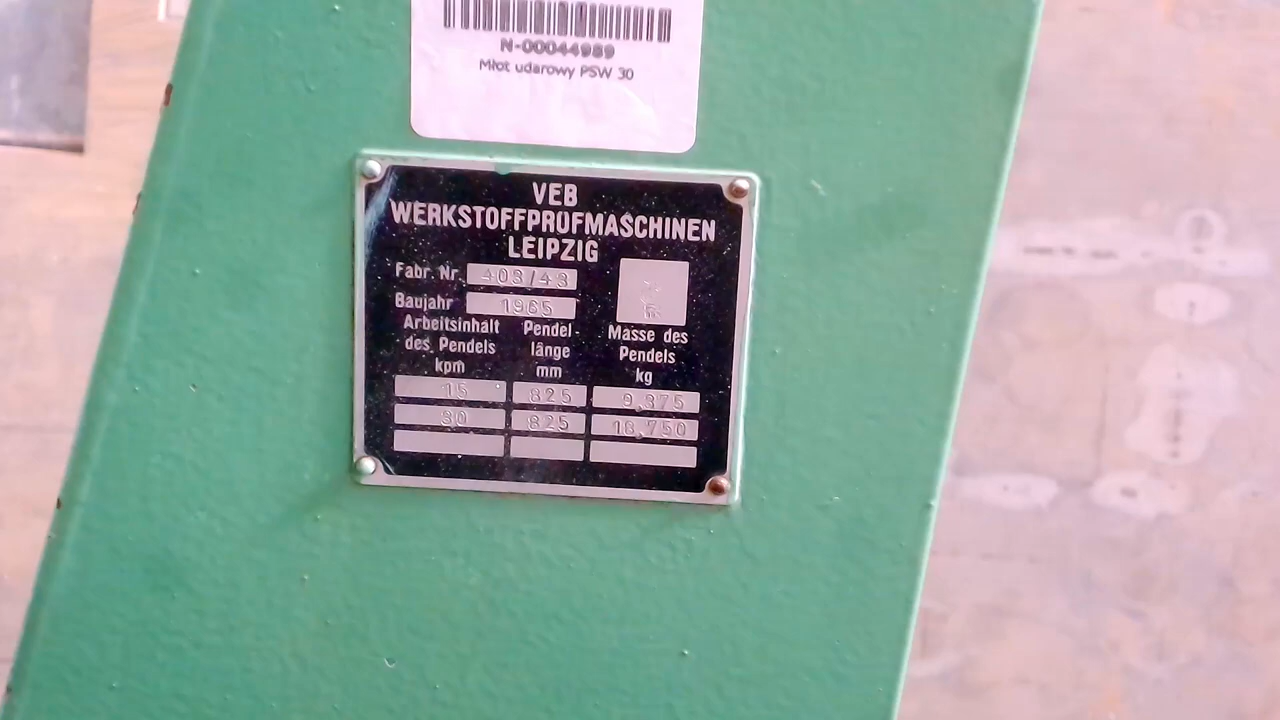 N-00044989
Młot udarowy PSW 30
VEB
WERKSTOFFPRÜFMASCHINEN
LEIPZIG
Fabr. Nr. 403/43
Baujahr 1965
Arbeitsinhalt des Pendels kpm
Pendel-länge mm
Masse des Pendels kg
15 825 9,375
30 825 18,750